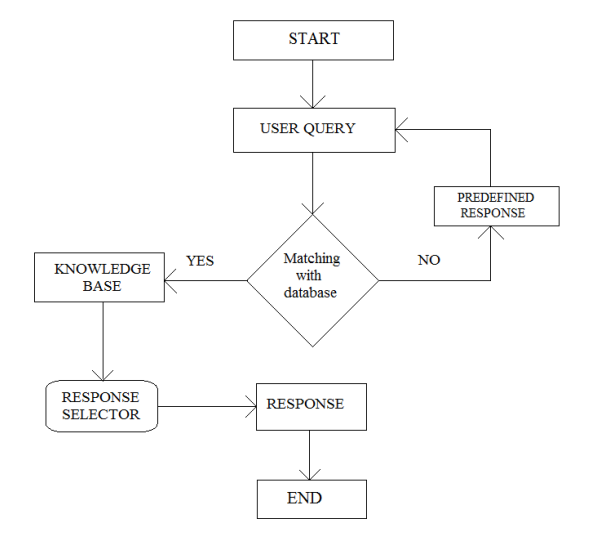 START
USER QUERY
PREDEFINED
RESPONSE
Matching
with
database
YES
NO
KNOWLEDGE
BASE
RESPONSE
SELECTOR
RESPONSE
END